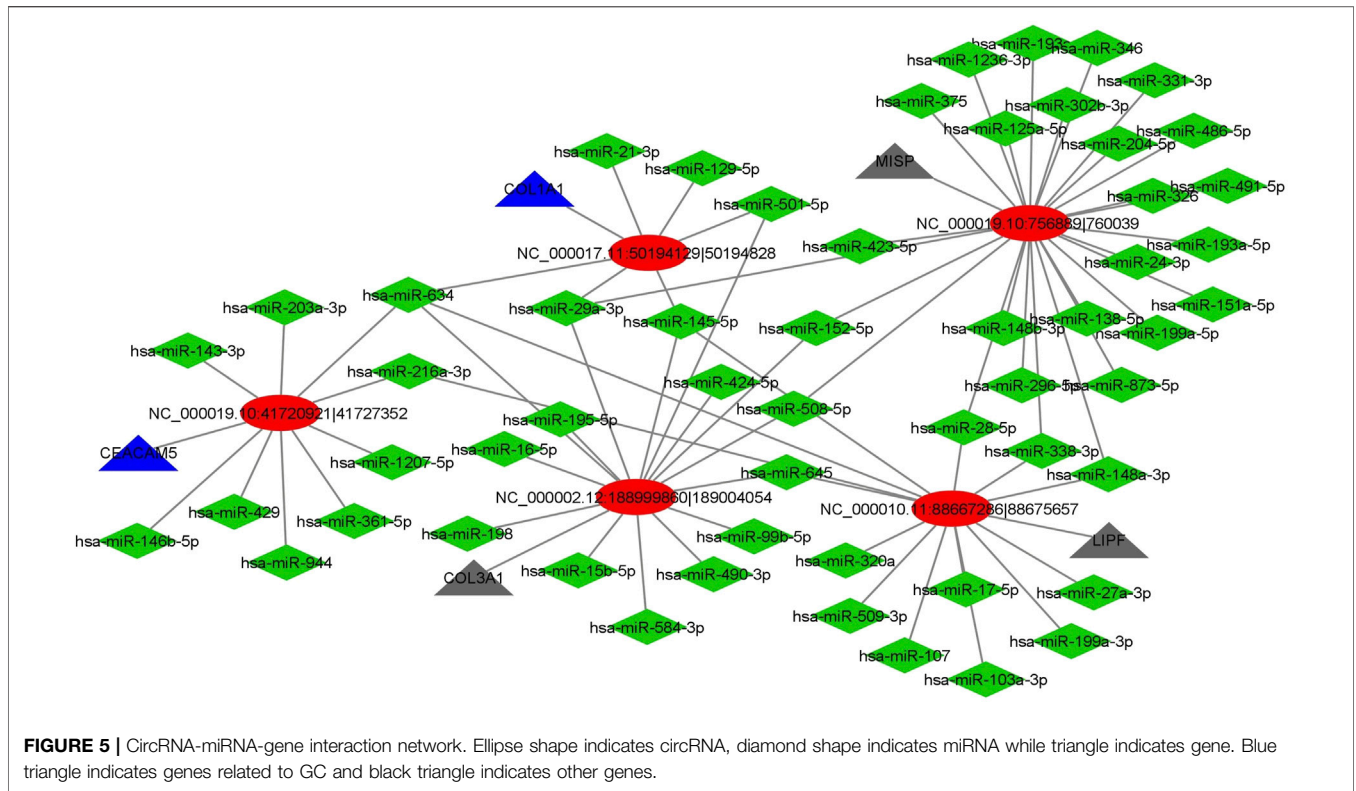 hsa-miR-193
hsa-miR-346
hsa-miR-1236-3p
hsa-miR-331-3p
hsa-miR-375
hsa-miR-302b-3p
hsa-miR-125a-5p
hsa-miR-486-5p
hsa-miR-204-5p
hsa-miR-21-3p
MISP
hsa-miR-129-5p
COL1A1
hsa-miR-491-5p
hsa-miR-326
hsa-miR-501-5p
NC_000019.10:756889|760039
hsa-miR-423-5p
hsa-miR-193a-5p
NC_000017.11:50194129|50194828
hsa-miR-24-3p
hsa-miR-634
hsa-miR-203a-3p
hsa-miR-29a-3p
hsa-miR-151a-5p
hsa-miR-145-5p
hsa-miR-152-5p
hsa-miR-148b-3p
hsa-miR-138-5p
hsa-miR-199a-5p
hsa-miR-143-3p
hsa-miR-216a-3p
hsa-miR-424-5p
hsa-miR-296-5p
hsa-miR-873-5p
NC_000019.10:41720921|41727352
hsa-miR-195-5p
hsa-miR-508-5p
hsa-miR-28-5p
hsa-miR-16-5p
hsa-miR-338-3p
CEACAM5
hsa-miR-1207-5p
hsa-miR-645
hsa-miR-148a-3p
NC_000002.12:188999860|189004054
NC_000010.11:88667286|88675657
hsa-miR-429
hsa-miR-361-5p
hsa-miR-198
hsa-miR-99b-5p
hsa-miR-146b-5p
LIPF
hsa-miR-944
hsa-miR-320a
hsa-miR-15b-5p
hsa-miR-490-3p
COL3A1
hsa-miR-17-5p
hsa-miR-27a-3p
hsa-miR-509-3p
hsa-miR-584-3p
hsa-miR-199a-3p
hsa-miR-107
hsa-miR-103a-3p
FIGURE 5 | CircRNA-miRNA-gene interaction network. Ellipse shape indicates circRNA, diamond shape indicates miRNA while triangle indicates gene. Blue
triangle indicates genes related to GC and black triangle indicates other genes.